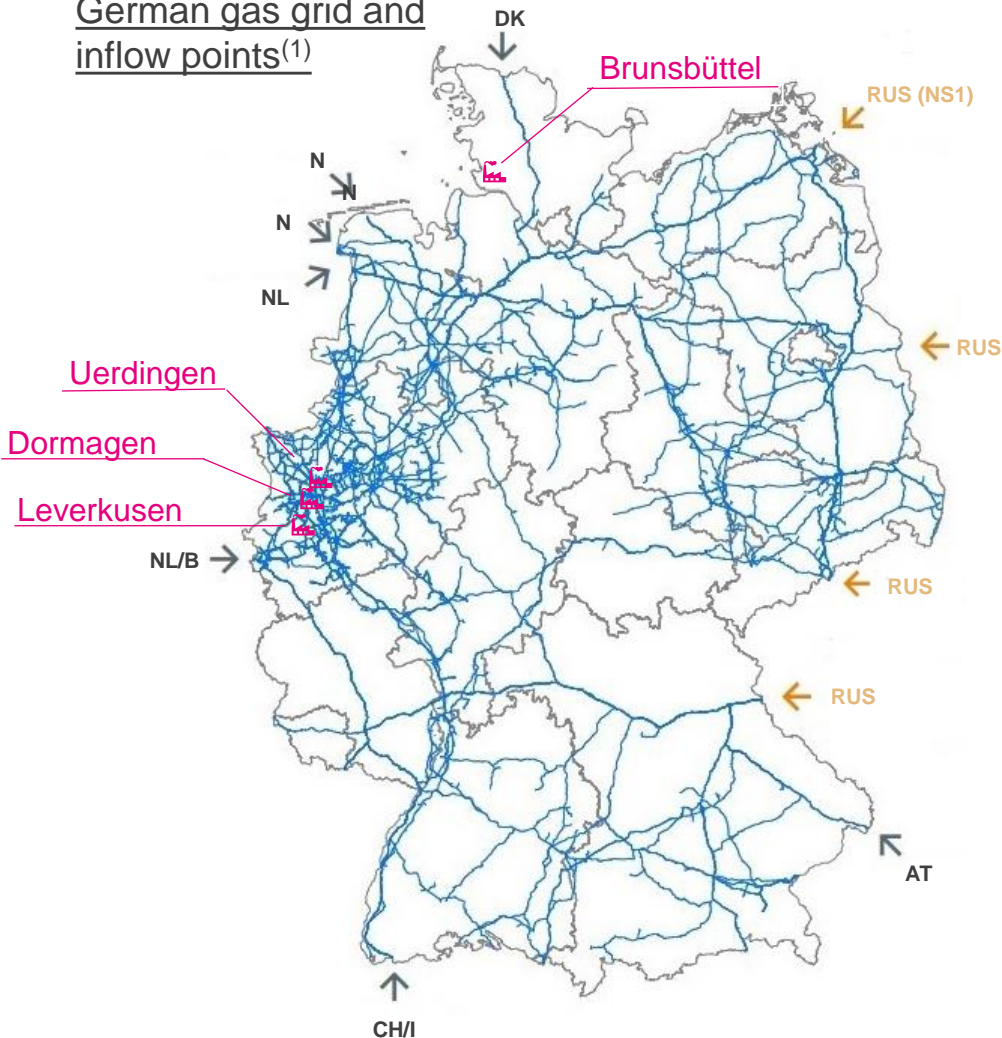 German gas grid and
inflow points(1)
DK
Brunsbüttel
RUS (NS1)
N
N
N
NL
RUS
Uerdingen
Dormagen
Leverkusen
NL/B
RUS
RUS
AT
CH/I